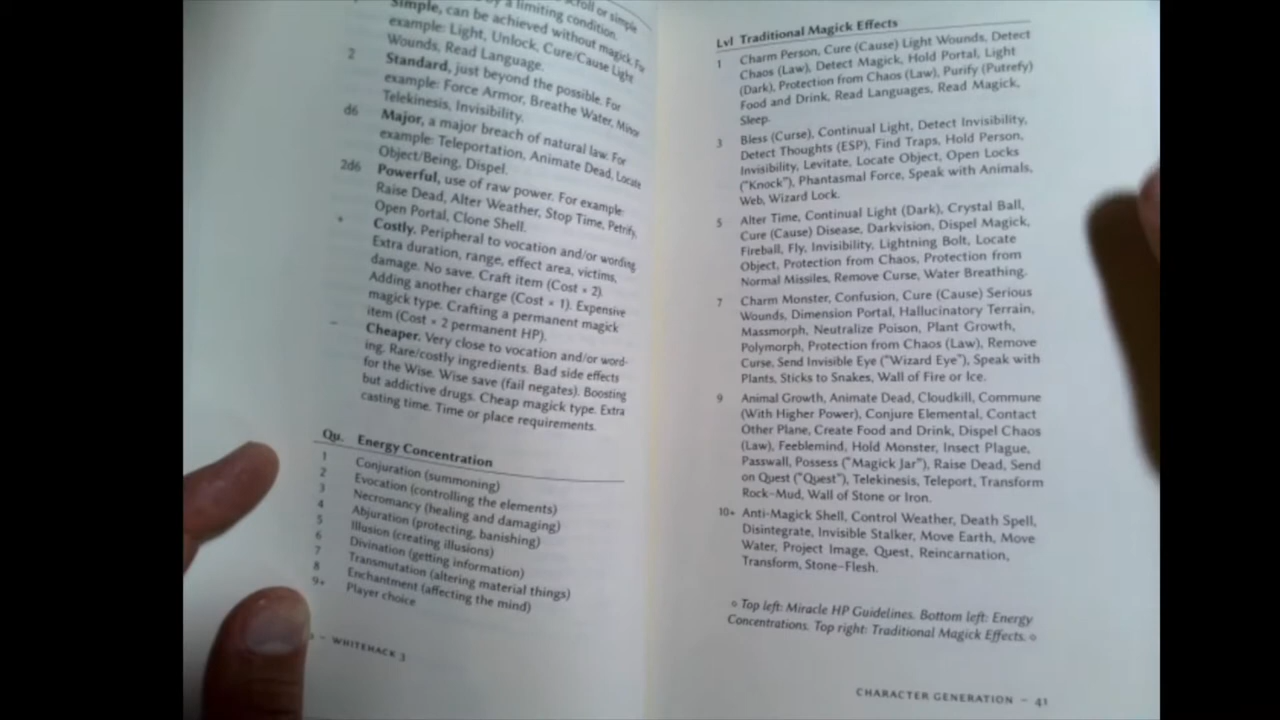 scroll or simple
by a limiting condition.
Simple, can be achieved without magick. For
example: Light, Unlock, Cure/Cause Light
Wounds, Read Language.
2 Standard, just beyond the possible. For
example: Force Armor, Breathe Water, Minor
Telekinesis, Invisibility.
d6 Major, a major breach of natural law. For
example: Teleportation, Animate Dead, Locate
Object/Being, Dispel.
2d6 Powerful, use of raw power. For example:
Raise Dead, Alter Weather, Stop Time, Petrify,
Open Portal, Clone Shell.
+ Costly. Peripheral to vocation and/or wording.
Extra duration, range, effect area, victims,
damage. No save. Craft item (Cost × 2).
Adding another charge (Cost × 1). Expensive
magick type. Crafting a permanent magick
item (Cost × 2 permanent HP).
– Cheaper. Very close to vocation and/or word-
ing. Rare/costly ingredients. Bad side effects
for the Wise. Wise save (fail negates). Boosting
but addictive drugs. Cheap magick type. Extra
casting time. Time or place requirements.
Qu. Energy Concentration
1 Conjuration (summoning)
2 Evocation (controlling the elements)
3 Necromancy (healing and damaging)
4 Abjuration (protecting, banishing)
5 Illusion (creating illusions)
6 Divination (getting information)
7 Transmutation (altering material things)
8 Enchantment (affecting the mind)
9+ Player choice
– WHITEHACK 3
Lvl Traditional Magick Effects
1 Charm Person, Cure (Cause) Light Wounds, Detect
Chaos (Law), Detect Magick, Hold Portal, Light
(Dark), Protection from Chaos (Law), Purify (Putrefy)
Food and Drink, Read Languages, Read Magick,
Sleep.
3 Bless (Curse), Continual Light, Detect Invisibility,
Detect Thoughts (ESP), Find Traps, Hold Person,
Invisibility, Levitate, Locate Object, Open Locks
("Knock"), Phantasmal Force, Speak with Animals,
Web, Wizard Lock.
5 Alter Time, Continual Light (Dark), Crystal Ball,
Cure (Cause) Disease, Darkvision, Dispel Magick,
Fireball, Fly, Invisibility, Lightning Bolt, Locate
Object, Protection from Chaos, Protection from
Normal Missiles, Remove Curse, Water Breathing.
7 Charm Monster, Confusion, Cure (Cause) Serious
Wounds, Dimension Portal, Hallucinatory Terrain,
Massmorph, Neutralize Poison, Plant Growth,
Polymorph, Protection from Chaos (Law), Remove
Curse, Send Invisible Eye ("Wizard Eye"), Speak with
Plants, Sticks to Snakes, Wall of Fire or Ice.
9 Animal Growth, Animate Dead, Cloudkill, Commune
(With Higher Power), Conjure Elemental, Contact
Other Plane, Create Food and Drink, Dispel Chaos
(Law), Feeblemind, Hold Monster, Insect Plague,
Passwall, Possess ("Magick Jar"), Raise Dead, Send
on Quest ("Quest"), Telekinesis, Teleport, Transform
Rock–Mud, Wall of Stone or Iron.
10+ Anti-Magick Shell, Control Weather, Death Spell,
Disintegrate, Invisible Stalker, Move Earth, Move
Water, Project Image, Quest, Reincarnation,
Transform, Stone–Flesh.
⋄ Top left: Miracle HP Guidelines. Bottom left: Energy
Concentrations. Top right: Traditional Magick Effects. ⋄
CHARACTER GENERATION – 41